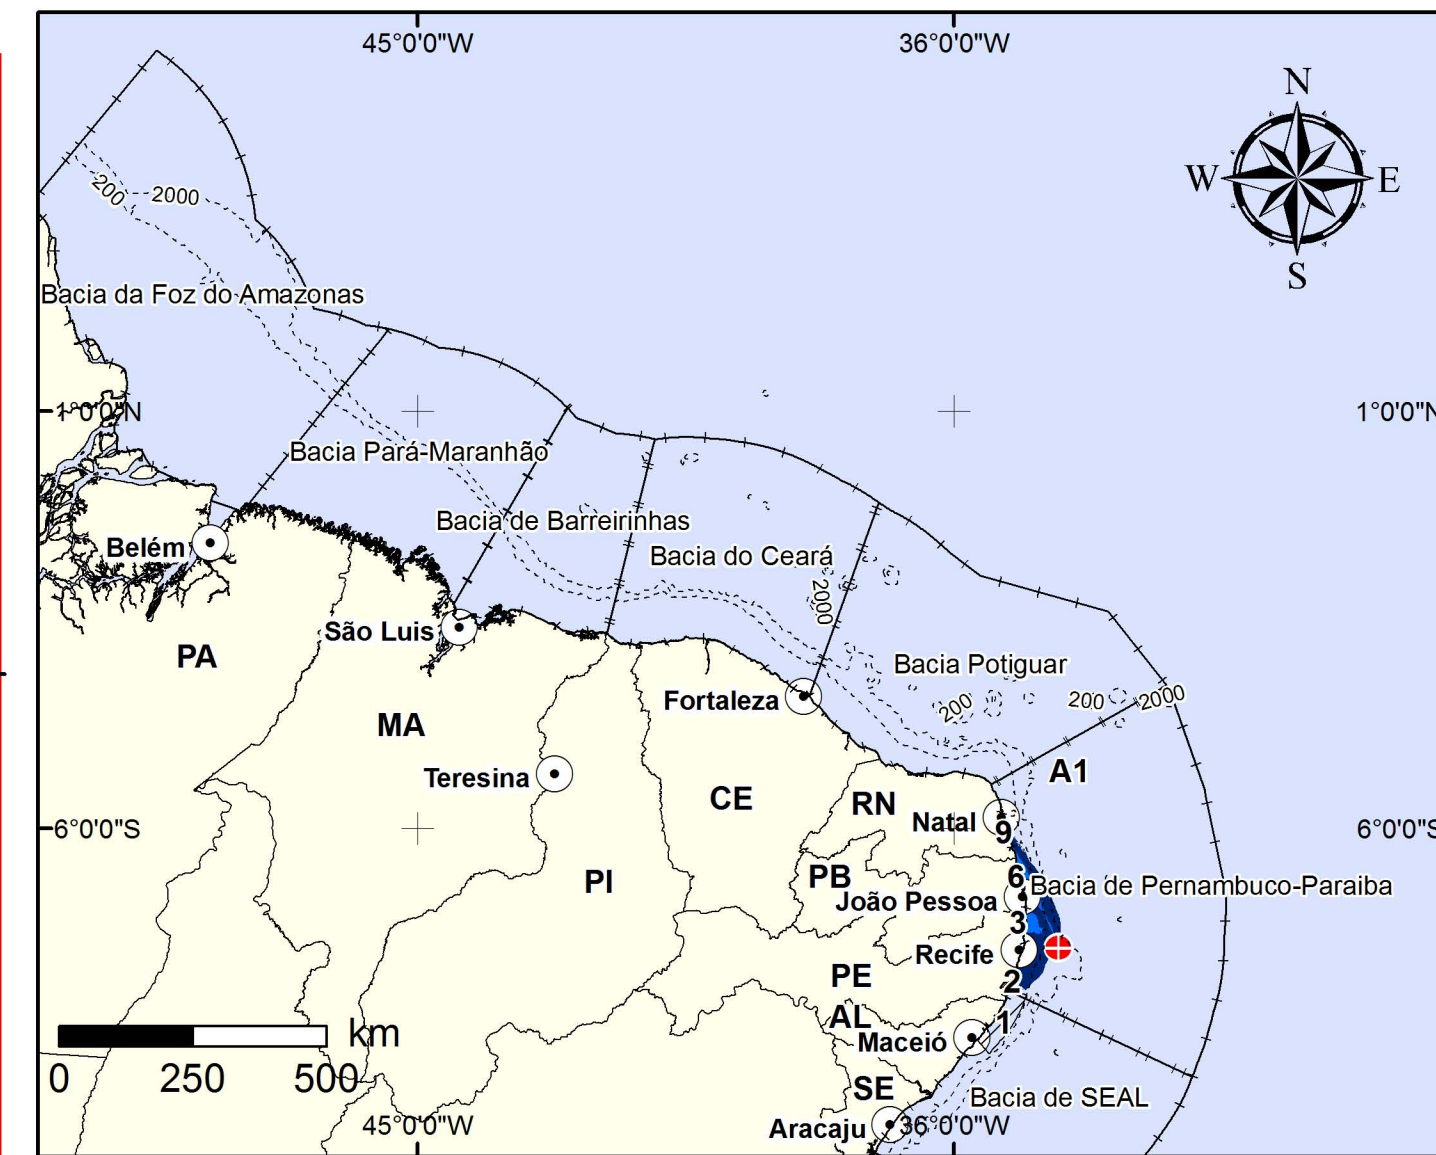 45°0'0"W
36°0'0"W
N
W
E
S
200
2000
Bacia da Foz do Amazonas
1°0'0"N
1°0'0"N
Bacia Pará-Maranhão
Bacia de Barreirinhas
Belém
Bacia do Ceará
2000
São Luis
PA
Bacia Potiguar
200
200
2000
Fortaleza
MA
Teresina
A1
CE
RN
Natal
6°0'0"S
9
6°0'0"S
PI
PB
6
Bacia de Pernambuco-Paraiba
João Pessoa
3
Recife
PE
2
AL
1
km
Maceió
0
250
500
SE
Bacia de SEAL
45°0'0"W
Aracaju
36°0'0"W